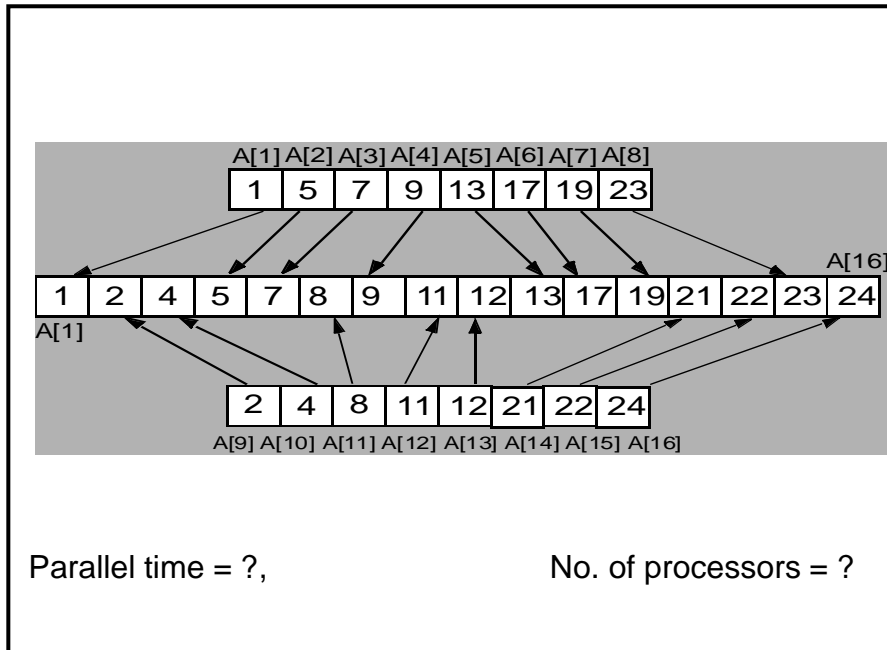 A[1] A[2] A[3] A[4] A[5] A[6] A[7] A[8]
1 5 7 9 13 17 19 23
A[16]
1 2 4 5 7 8 9 11 12 13 17 19 21 22 23 24
A[1]
2 4 8 11 12 21 22 24
A[9] A[10] A[11] A[12] A[13] A[14] A[15] A[16]
Parallel time = ?, No. of processors = ?